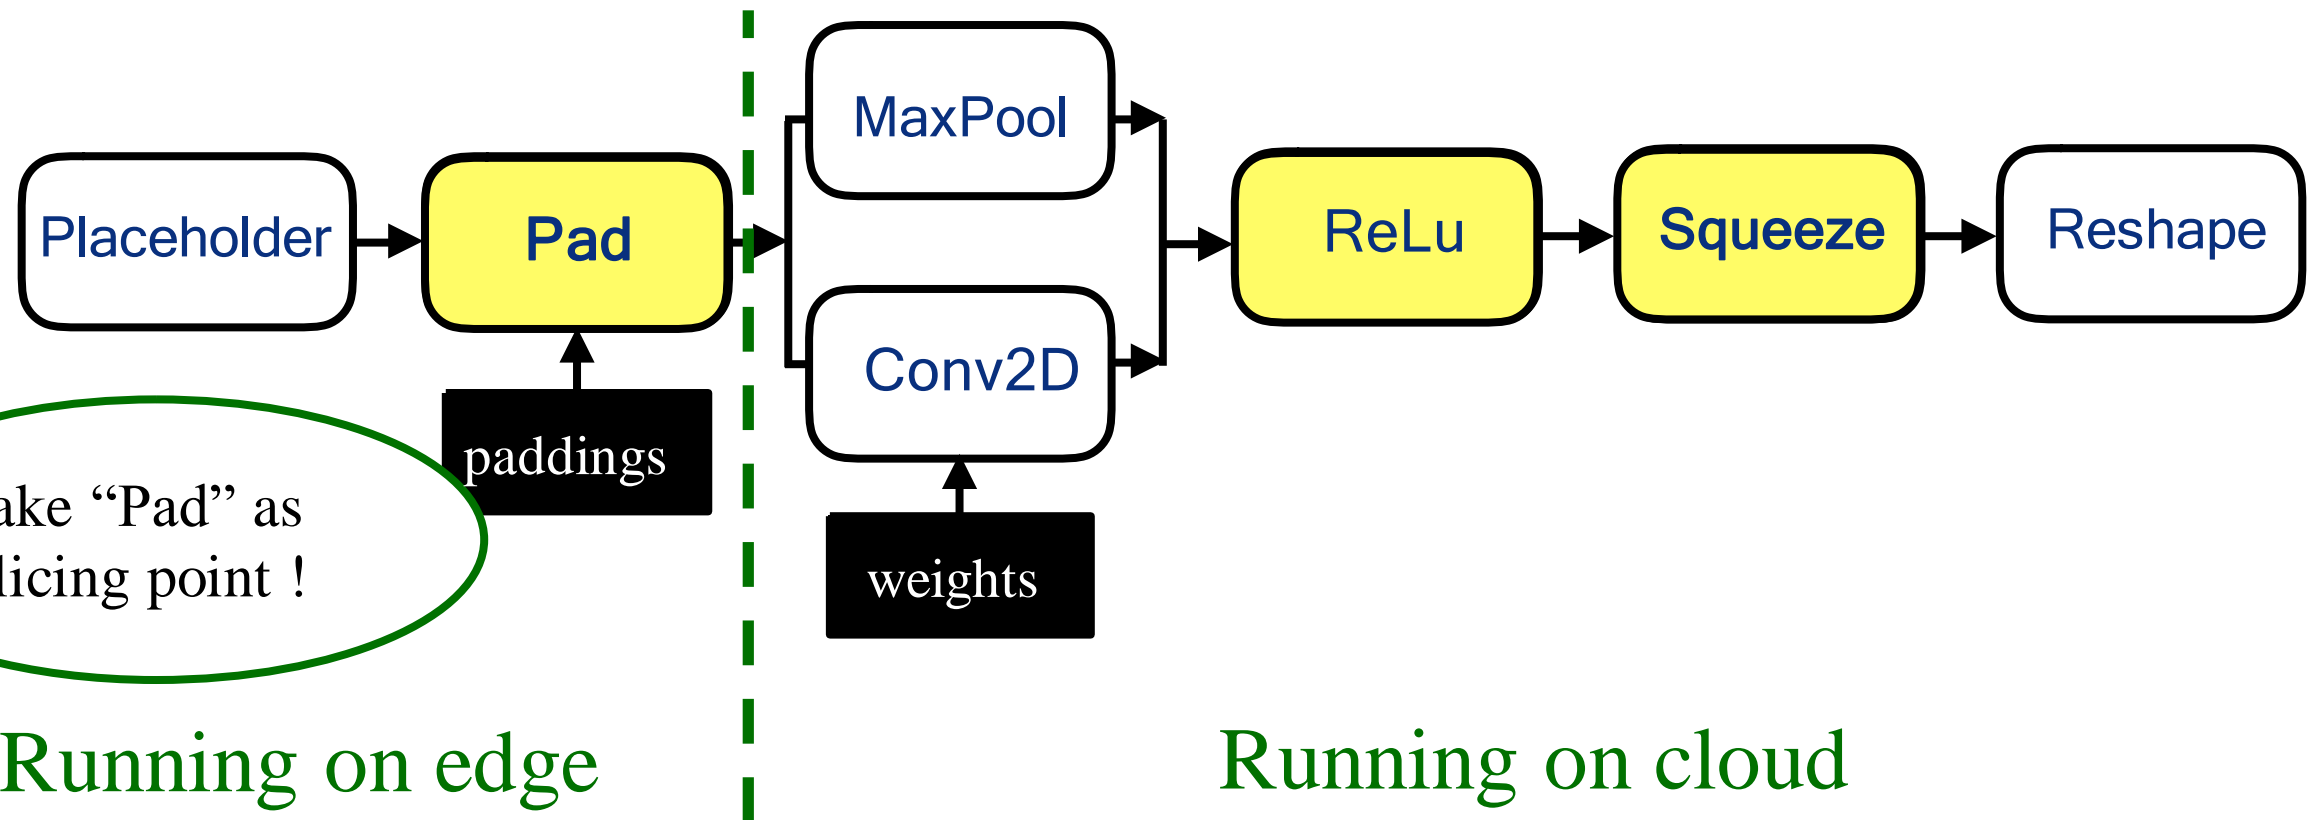 Placeholder
Pad
MaxPool
Conv2D
ReLu
Squeeze
Reshape
paddings
weights
ake “Pad” as
licing point !
Running on edge
Running on cloud